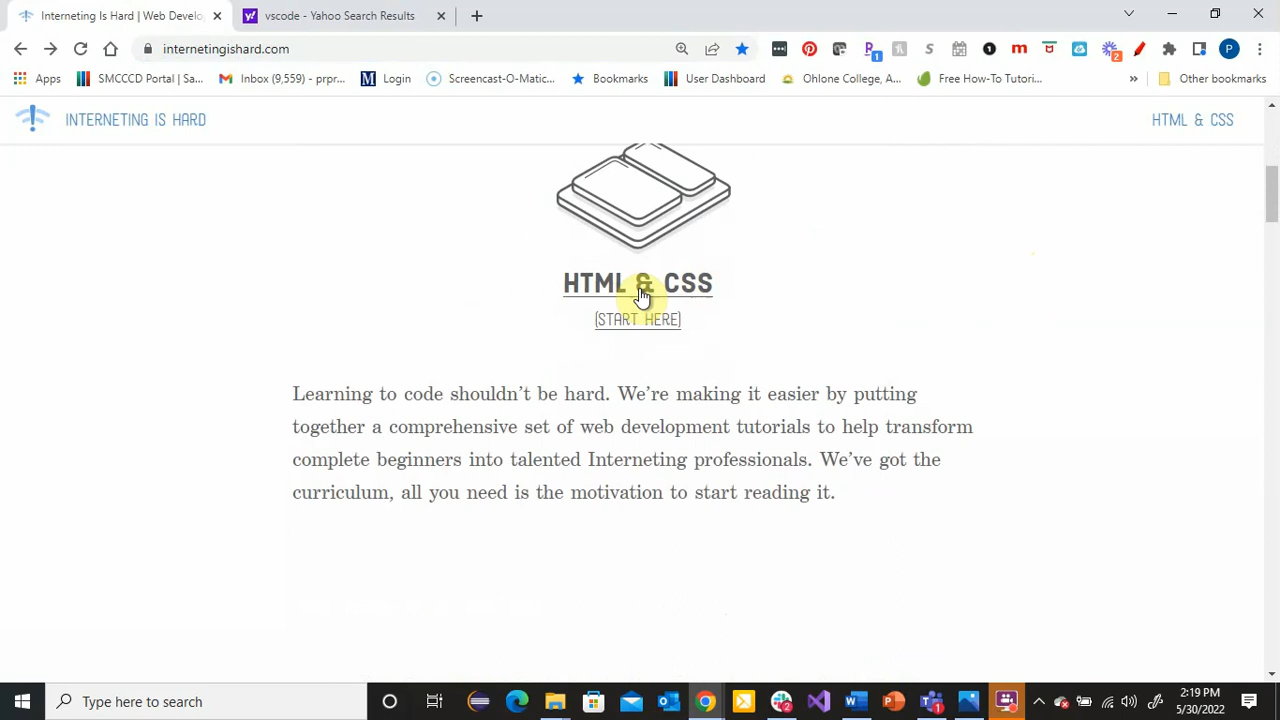 Interneting Is Hard | Web Develo
vscode - Yahoo Search Results
internetingishard.com
P
Apps
SMCCCD Portal | Sa...
Inbox (9,559) - prpr...
Login
Screencast-O-Matic...
Bookmarks
User Dashboard
Ohlone College, A...
Free How-To Tutori...
Other bookmarks
INTERNETING IS HARD
HTML & CSS
HTML & CSS
(START HERE)
Learning to code shouldn't be hard. We're making it easier by putting
together a comprehensive set of web development tutorials to help transform
complete beginners into talented Interneting professionals. We've got the
curriculum, all you need is the motivation to start reading it.
Type here to search
2:19 PM
5/30/2022